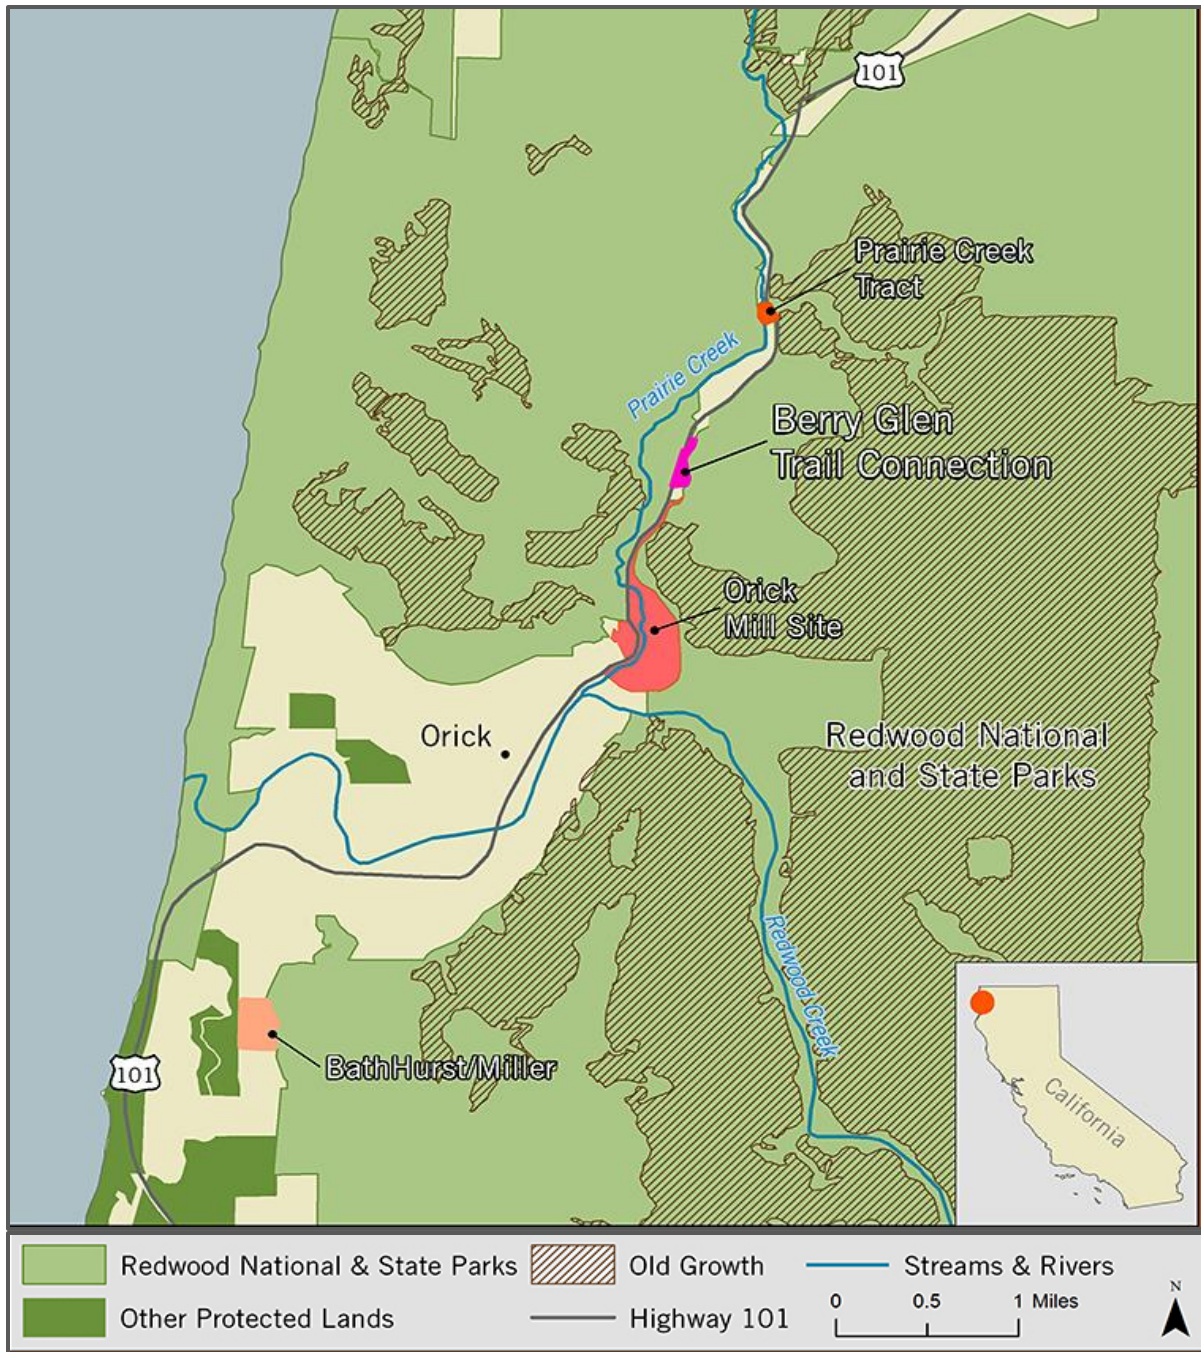 101
Prairie Creek
Tract
Prairie Creek
Berry Glen
Trail Connection
Orick
Mill Site
Orick
Redwood National
and State Parks
Redwood Creek
BathHurst/Miller
101
California
Redwood National & State Parks
Old Growth
Streams & Rivers
Other Protected Lands
Highway 101
0 0.5 1 Miles
N